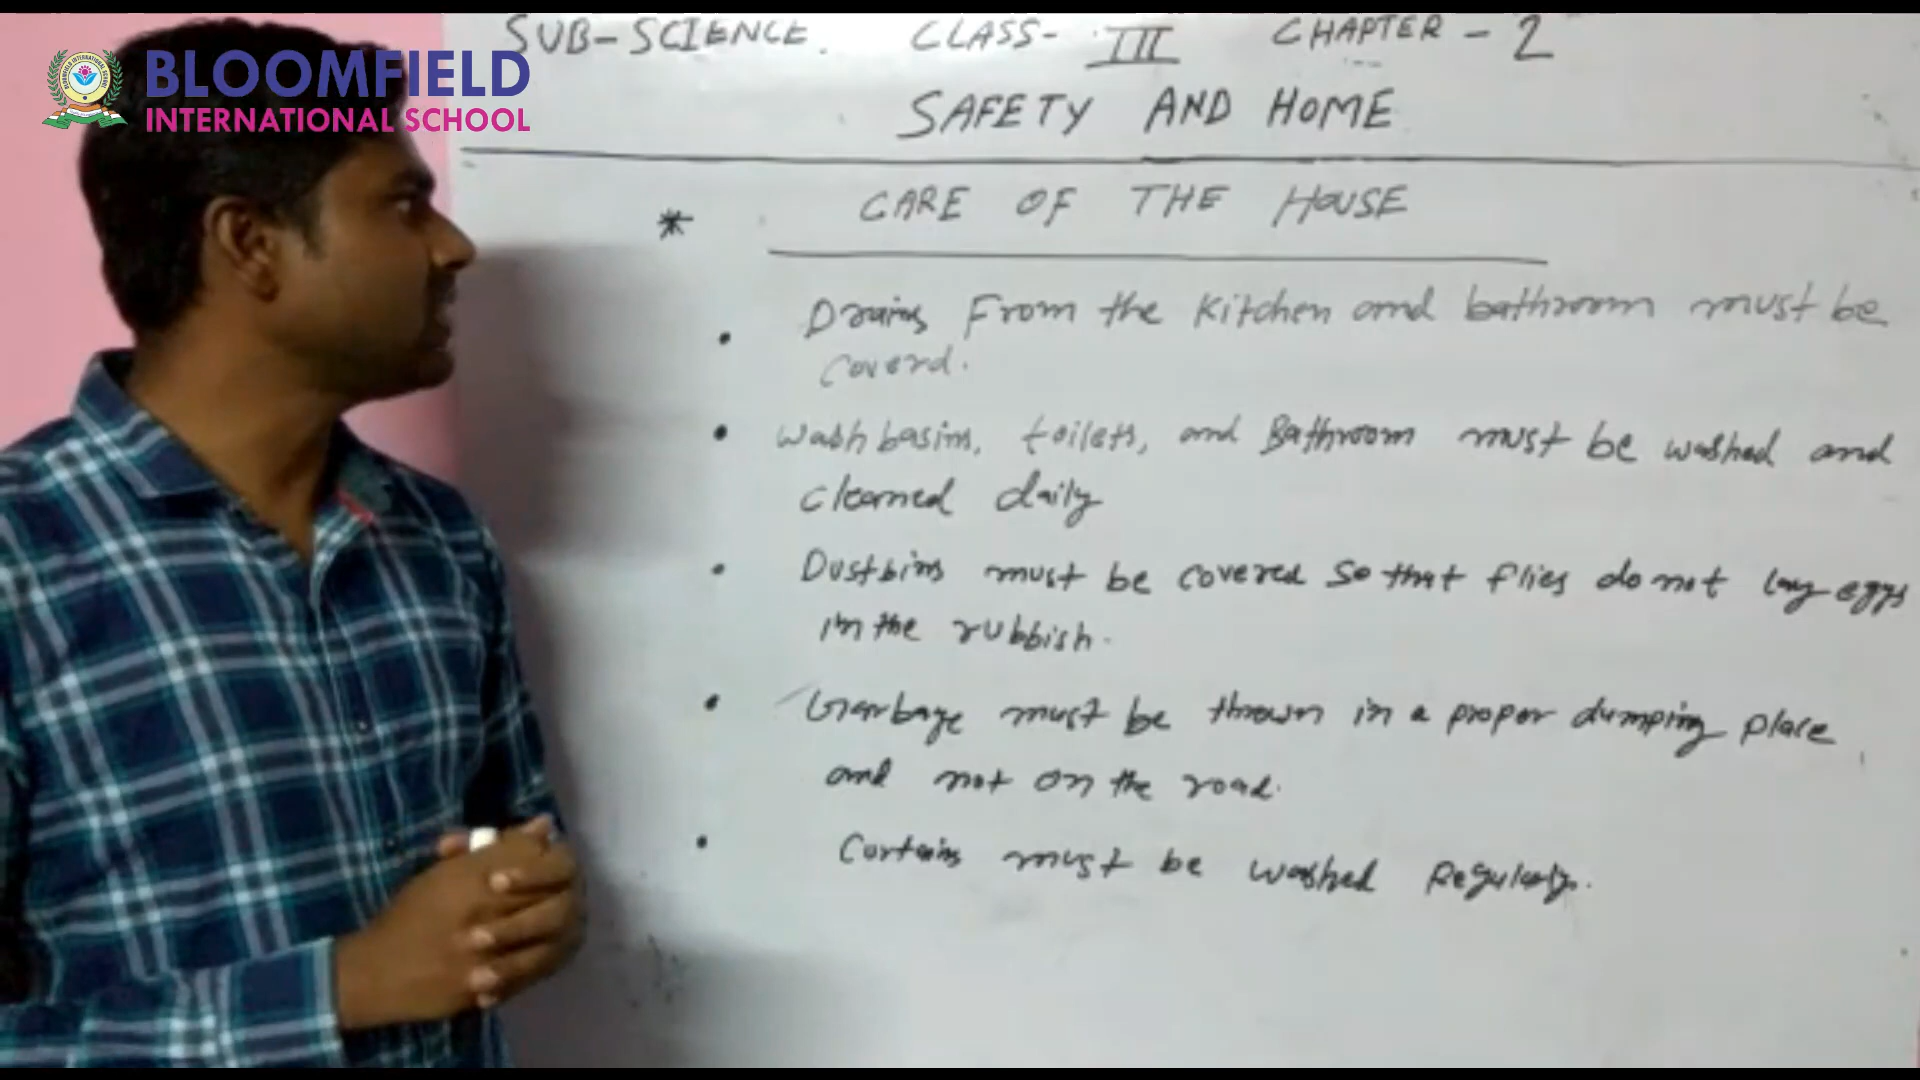 BLOOMFIELD
INTERNATIONAL SCHOOL
SUB-SCIENCE. CLASS- III CHAPTER - 2
SAFETY AND HOME
* CARE OF THE HOUSE
• Drains From the Kitchen and bathroom must be
coverd.
• wash basins, toilets, and Bathroom must be washed and
cleaned daily
• Dustbins must be covered so that flies do not lay eggs
in the rubbish.
• Garbage must be thrown in a proper dumping place
and not on the road.
• Curtains must be washed Regularly.